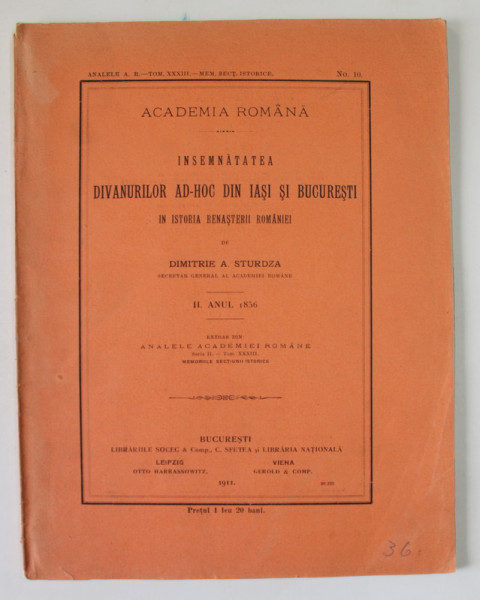 ANALELE A. R.—TOM. XXXIII.—MEM. SECȚ. ISTORICE. No. 10.
ACADEMIA ROMÂNĂ
INSEMNĂTATEA
DIVANURILOR AD-HOC DIN IAȘI ȘI BUCUREȘTI
IN ISTORIA RENAȘTERII ROMÂNIEI
DE
DIMITRIE A. STURDZA
SECRETAR GENERAL AL ACADEMIEI ROMÂNE
II. ANUL 1856
EXTRAS DIN
ANALELE ACADEMIEI ROMÂNE
Seria II. – Tom. XXXIII.
MEMORIILE SECȚIUNII ISTORICE
BUCUREȘTI
LIBRĂRIILE SOCEC & Comp., C. SFETEA și LIBRĂRIA NAȚIONALĂ
LEIPZIG VIENA
OTTO HARRASSOWITZ. GEROLD & COMP.
1911.
Prețul 1 leu 20 bani.
36.